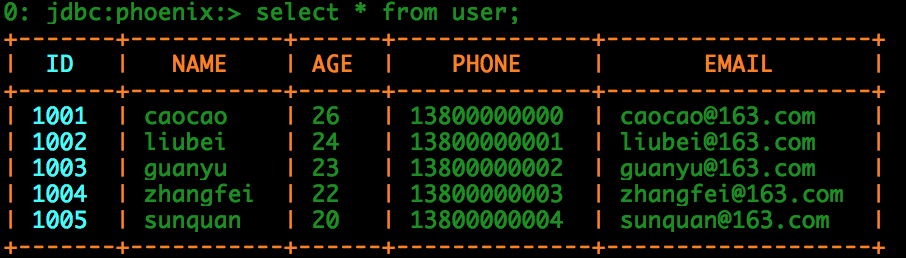 0: jdbc:phoenix:> select * from user;
+-------+-----------+------+--------------+-------------------+
| ID | NAME | AGE | PHONE | EMAIL |
+-------+-----------+------+--------------+-------------------+
| 1001 | caocao | 26 | 13800000000 | caocao@163.com |
| 1002 | liubei | 24 | 13800000001 | liubei@163.com |
| 1003 | guanyu | 23 | 13800000002 | guanyu@163.com |
| 1004 | zhangfei | 22 | 13800000003 | zhangfei@163.com |
| 1005 | sunquan | 20 | 13800000004 | sunquan@163.com |
+-------+-----------+------+--------------+-------------------+